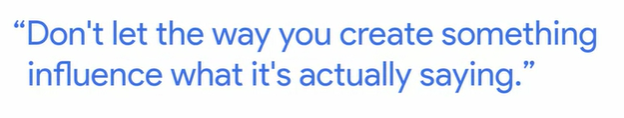 “Don't let the way you create something
influence what it's actually saying.”